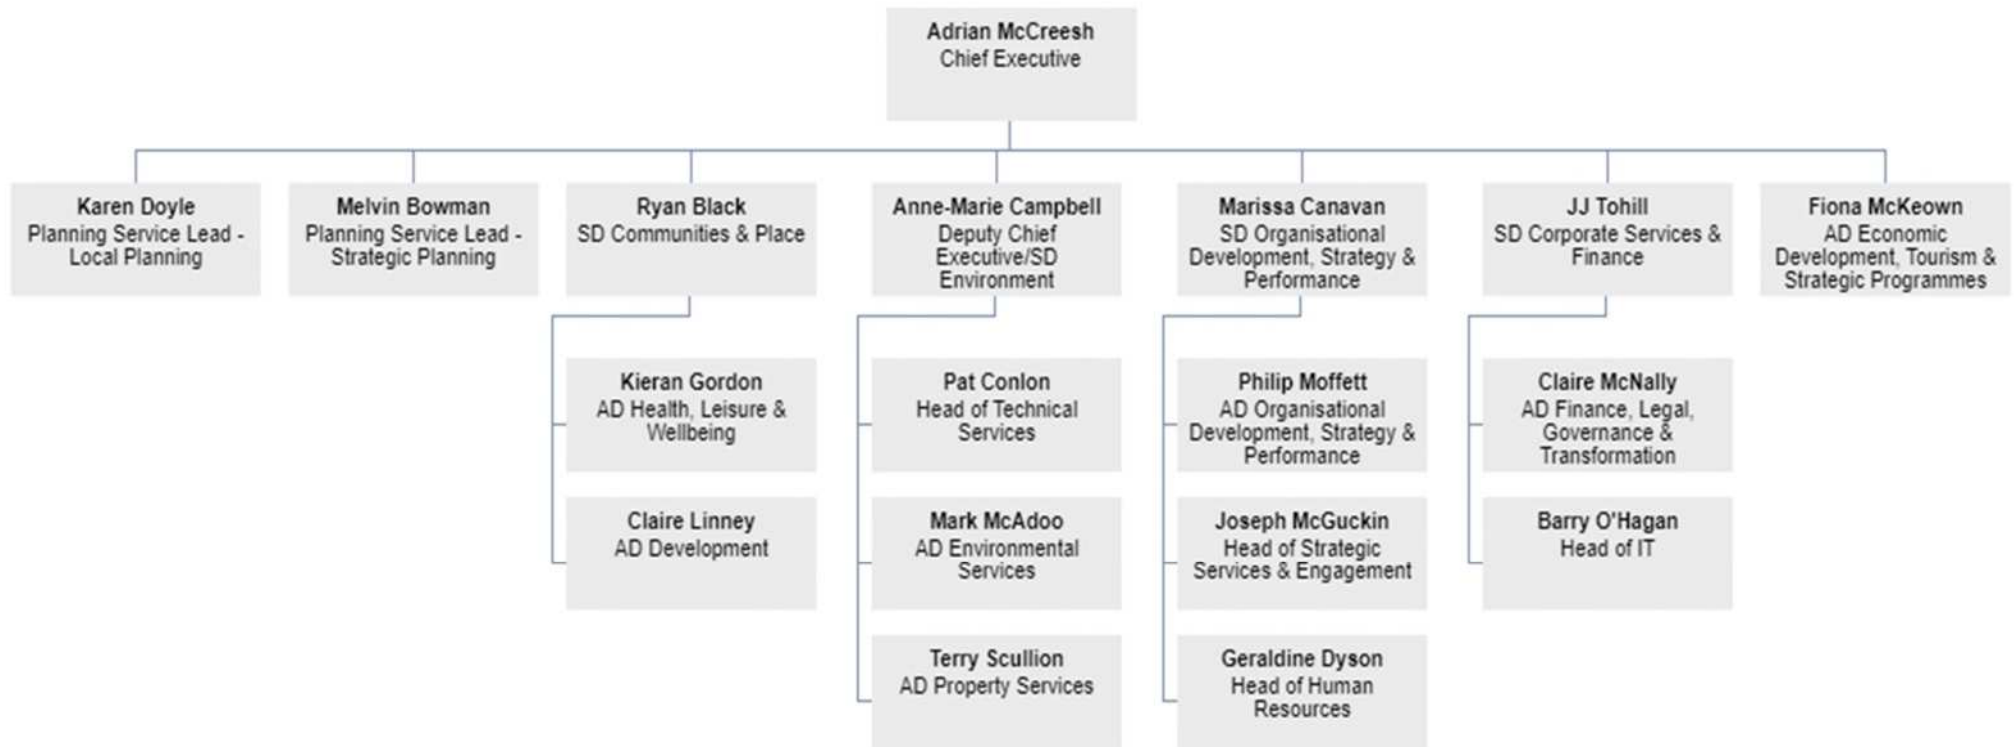 Adrian McCreesh
Chief Executive
Karen Doyle
Planning Service Lead -
Local Planning
Melvin Bowman
Planning Service Lead -
Strategic Planning
Ryan Black
SD Communities & Place
Anne-Marie Campbell
Deputy Chief
Executive/SD
Environment
Marissa Canavan
SD Organisational
Development, Strategy &
Performance
JJ Tohill
SD Corporate Services &
Finance
Fiona McKeown
AD Economic
Development, Tourism &
Strategic Programmes
Kieran Gordon
AD Health, Leisure &
Wellbeing
Claire Linney
AD Development
Pat Conlon
Head of Technical
Services
Mark McAdoo
AD Environmental
Services
Terry Scullion
AD Property Services
Philip Moffett
AD Organisational
Development, Strategy &
Performance
Joseph McGuckin
Head of Strategic
Services & Engagement
Geraldine Dyson
Head of Human
Resources
Claire McNally
AD Finance, Legal,
Governance &
Transformation
Barry O'Hagan
Head of IT